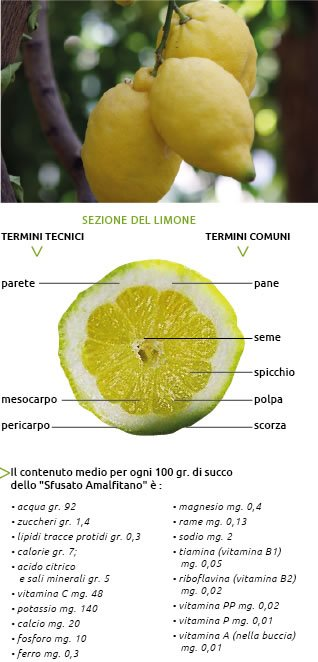 SEZIONE DEL LIMONE
TERMINI TECNICI
TERMINI COMUNI
parete
pane
seme
spicchio
mesocarpo
polpa
pericarpo
scorza
Il contenuto medio per ogni 100 gr. di succo
dello "Sfusato Amalfitano" è :
• acqua gr. 92
• zuccheri gr. 1,4
• lipidi tracce protidi gr. 0,3
• calorie gr. 7;
• acido citrico
e sali minerali gr. 5
• vitamina C mg. 48
• potassio mg. 140
• calcio mg. 20
• fosforo mg. 10
• ferro mg. 0,3
• magnesio mg. 0,4
• rame mg. 0,13
• sodio mg. 2
• tiamina (vitamina B1)
mg. 0,05
• riboflavina (vitamina B2)
mg. 0,02
• vitamina PP mg. 0,02
• vitamina P mg. 0,01
• vitamina A (nella buccia)
mg. 0,01